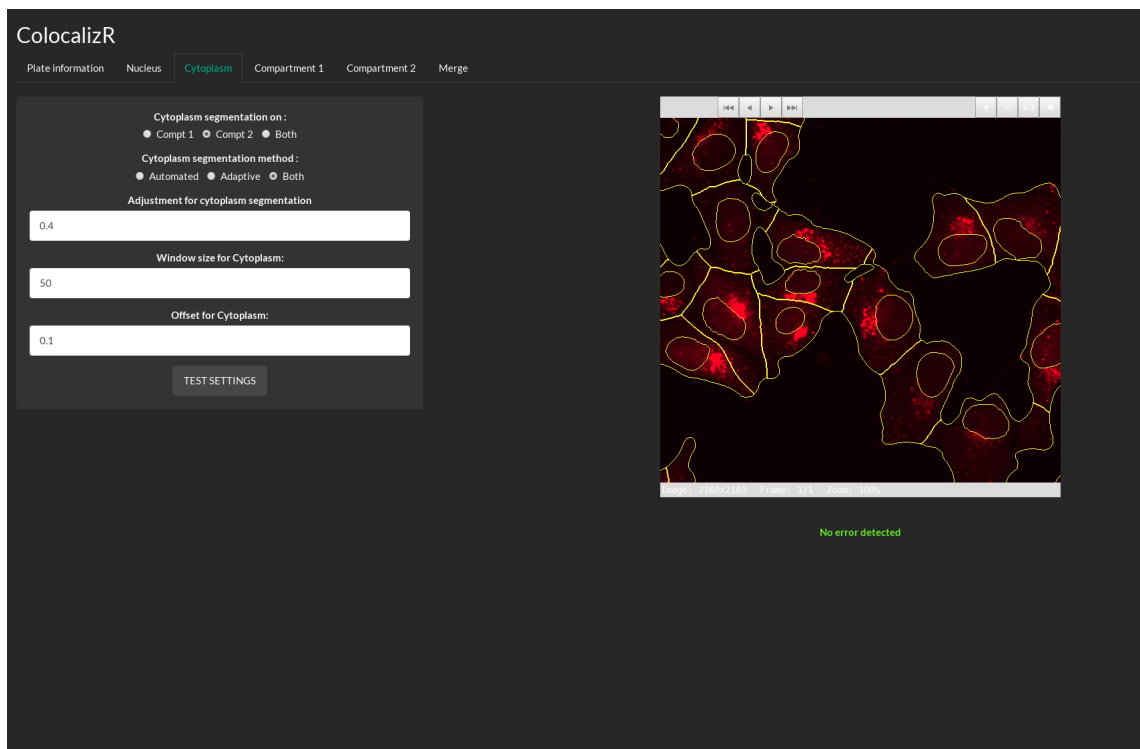 ColocalizR
Plate information Nucleus Cytoplasm Compartment 1 Compartment 2 Merge
Cytoplasm segmentation on :
Compt 1 Compt 2 Both
Cytoplasm segmentation method :
Automated Adaptive Both
Adjustment for cytoplasm segmentation
0.4
Window size for Cytoplasm:
50
Offset for Cytoplasm:
0.1
TEST SETTINGS
+ − 1:1
Image: 2160x2160 Frame: 1/1 Zoom: 100%
No error detected